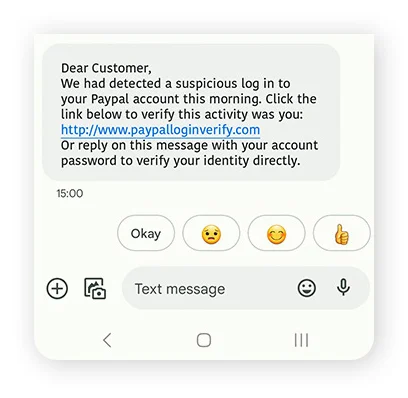 Dear Customer,
We had detected a suspicious log in to
your Paypal account this morning. Click the
link below to verify this activity was you:
http://www.paypalloginverify.com
Or reply on this message with your account
password to verify your identity directly.
15:00
Okay
Text message